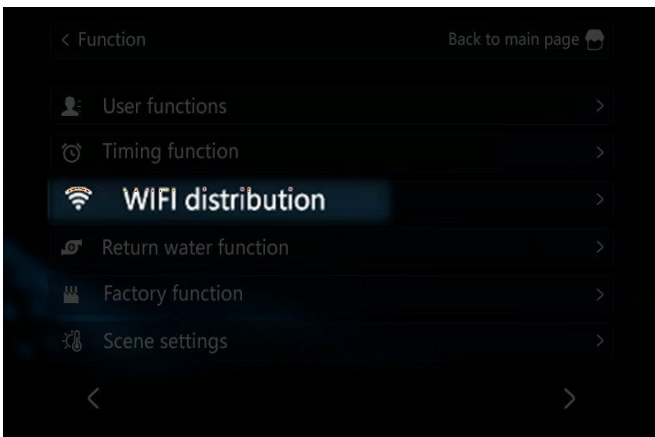 Function
Back to main page
User functions
Timing function
WIFI distribution
Return water function
Factory function
Scene settings